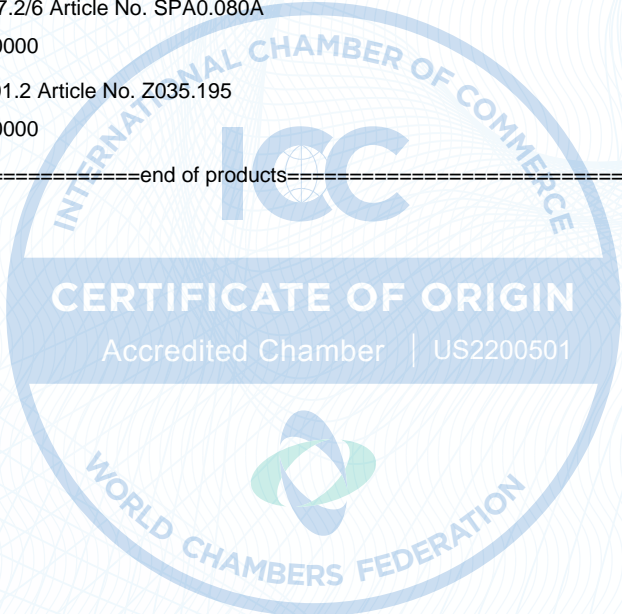 7.2/6 Article No. SPA0.080A
0000
01.2 Article No. Z035.195
0000
============end of products===========================
INTERNATIONAL CHAMBER OF COMMERCE
ICC
CERTIFICATE OF ORIGIN
Accredited Chamber | US2200501
WORLD CHAMBERS FEDERATION